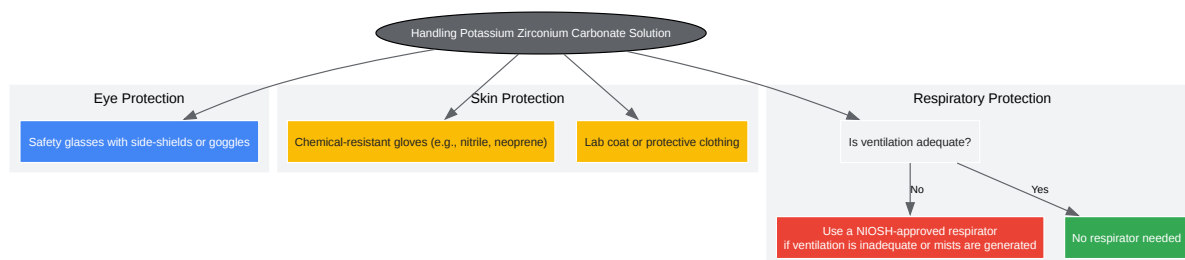 Handling Potassium Zirconium Carbonate Solution
Eye Protection
Skin Protection
Respiratory Protection
Safety glasses with side-shields or goggles
Chemical-resistant gloves (e.g., nitrile, neoprene)
Lab coat or protective clothing
Is ventilation adequate?
No
Yes
Use a NIOSH-approved respirator
if ventilation is inadequate or mists are generated
No respirator needed